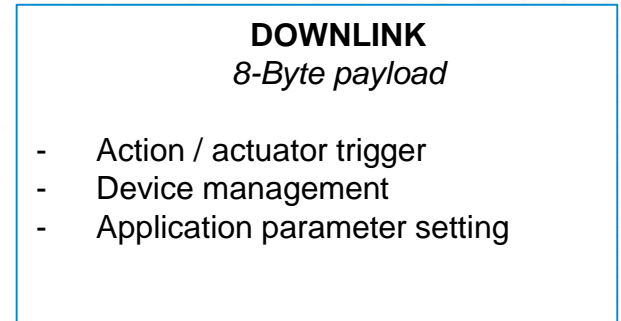 DOWNLINK
8-Byte payload
- Action / actuator trigger
- Device management
- Application parameter setting